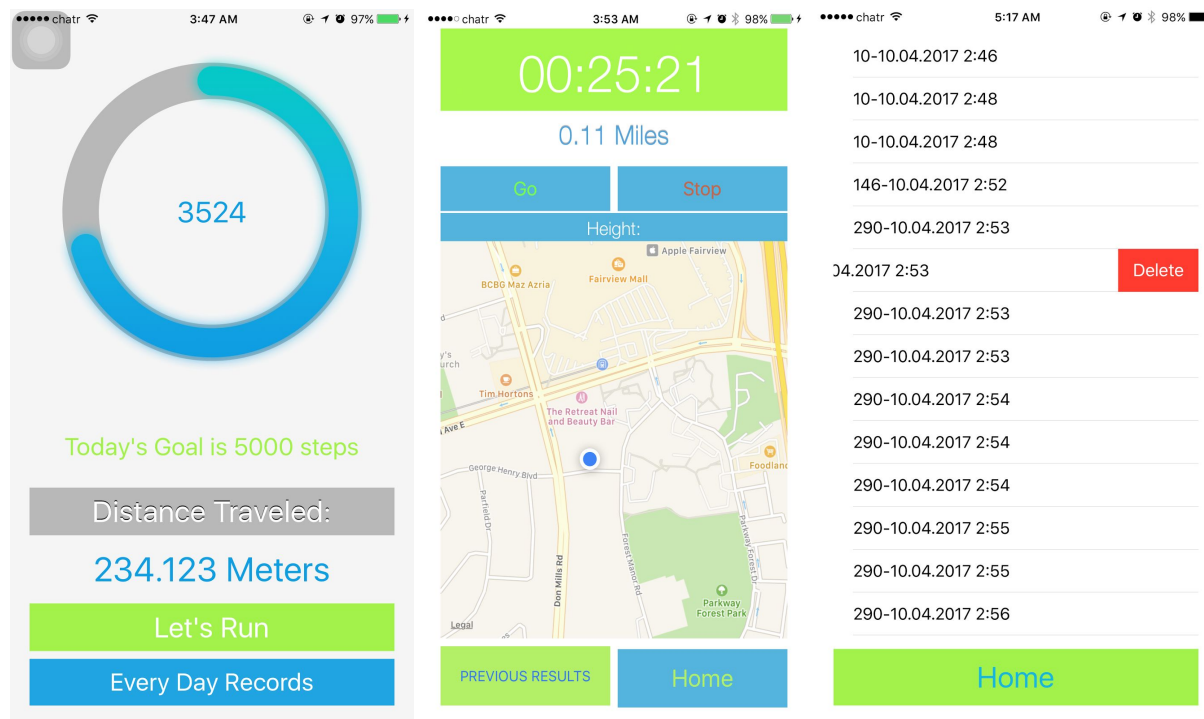 chatr 3:47 AM 97%
3524
Today's Goal is 5000 steps
Distance Traveled:
234.123 Meters
Let's Run
Every Day Records
chatr 3:53 AM 98%
00:25:21
0.11 Miles
Go Stop
Height:
Apple Fairview
Fairview Mall
BCBG Maz Azria
d
y's
urch
Tim Hortons
The Retreat Nail
and Beauty Bar
Ave E
Foodland
George Henry Blvd
Parfield Dr
Don Mills Rd
Forest Manor Rd
Parkway Forest Dr
Parkway
Forest Park
Legal
PREVIOUS RESULTS
Home
chatr 5:17 AM 98%
10-10.04.2017 2:46
10-10.04.2017 2:48
10-10.04.2017 2:48
146-10.04.2017 2:52
290-10.04.2017 2:53
04.2017 2:53 Delete
290-10.04.2017 2:53
290-10.04.2017 2:53
290-10.04.2017 2:54
290-10.04.2017 2:54
290-10.04.2017 2:54
290-10.04.2017 2:55
290-10.04.2017 2:55
290-10.04.2017 2:56
Home